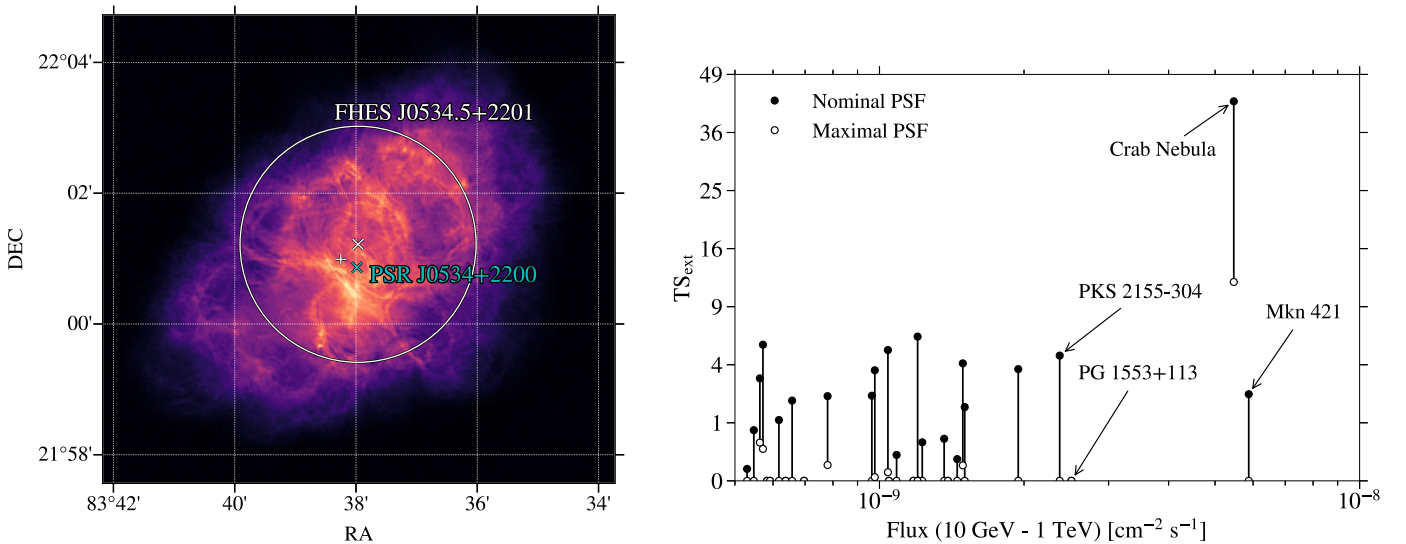 22°04'
02'
00'
21°58'
DEC
FHES J0534.5+2201
PSR J0534+2200
83°42'
40'
38'
36'
34'
RA
49
36
25
16
9
4
1
0
TS_ext
Nominal PSF
Maximal PSF
Crab Nebula
PKS 2155-304
Mkn 421
PG 1553+113
10⁻⁹
10⁻⁸
Flux (10 GeV - 1 TeV) [cm⁻² s⁻¹]